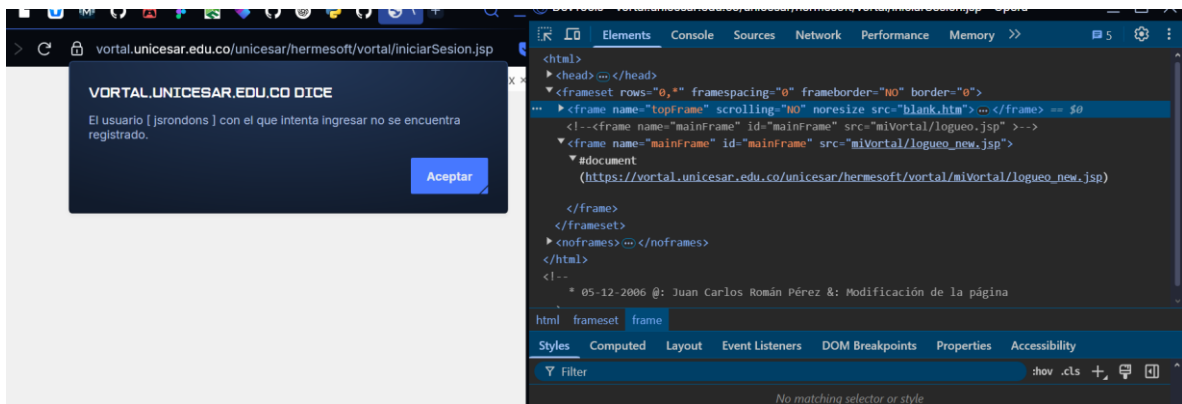 vortal.unicesar.edu.co/unicesar/hermesoft/vortal/iniciarSesion.jsp
VORTAL.UNICESAR.EDU.CO DICE
El usuario [ jsrondons ] con el que intenta ingresar no se encuentra
registrado.
Aceptar
Elements Console Sources Network Performance Memory 5
<html>
<head> … </head>
<frameset rows="0,*" framespacing="0" frameborder="NO" border="0">
<frame name="topFrame" scrolling="NO" noresize src="blank.htm"> … </frame> == $0
<!--<frame name="mainFrame" id="mainFrame" src="miVortal/logueo.jsp" >-->
<frame name="mainFrame" id="mainFrame" src="miVortal/logueo_new.jsp">
#document
(https://vortal.unicesar.edu.co/unicesar/hermesoft/vortal/miVortal/logueo_new.jsp)
</frame>
</frameset>
<noframes> … </noframes>
</html>
<!--
* 05-12-2006 @: Juan Carlos Román Pérez &: Modificación de la página
html frameset frame
Styles Computed Layout Event Listeners DOM Breakpoints Properties Accessibility
Filter :hov .cls
No matching selector or style